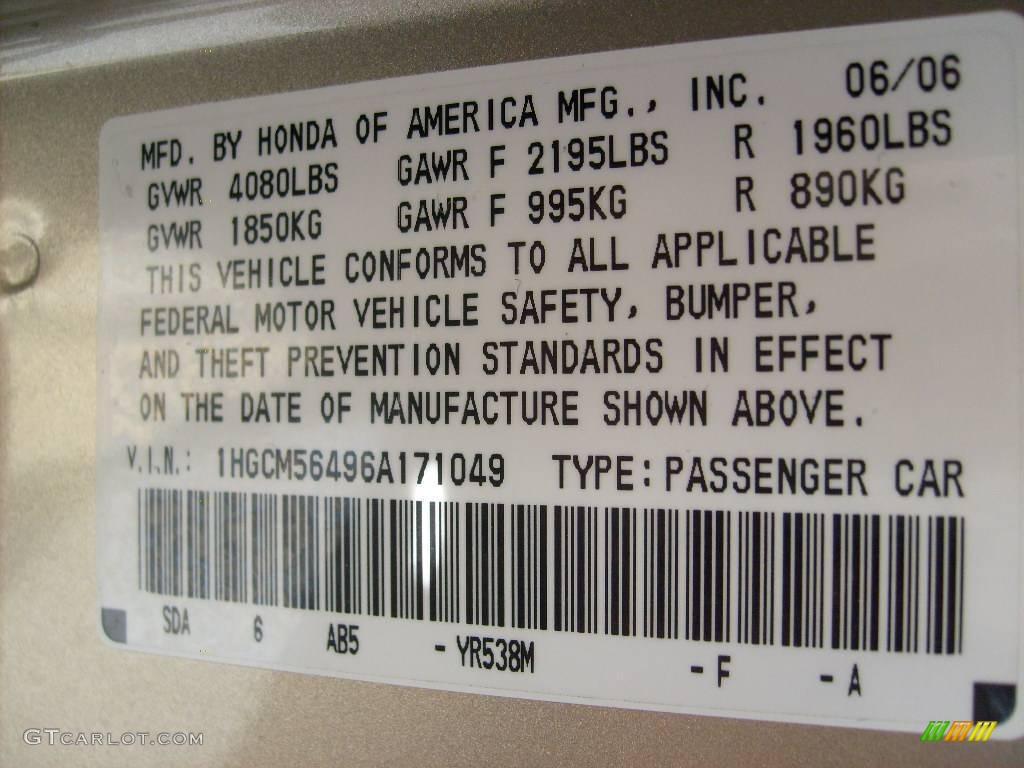 MFD. BY HONDA OF AMERICA MFG., INC. 06/06
GVWR 4080LBS GAWR F 2195LBS R 1960LBS
GVWR 1850KG GAWR F 995KG R 890KG
THIS VEHICLE CONFORMS TO ALL APPLICABLE
FEDERAL MOTOR VEHICLE SAFETY, BUMPER,
AND THEFT PREVENTION STANDARDS IN EFFECT
ON THE DATE OF MANUFACTURE SHOWN ABOVE.
V.I.N.: 1HGCM56496A171049 TYPE: PASSENGER CAR
SDA 6 AB5 - YR538M - F - A
GTCARLOT.COM